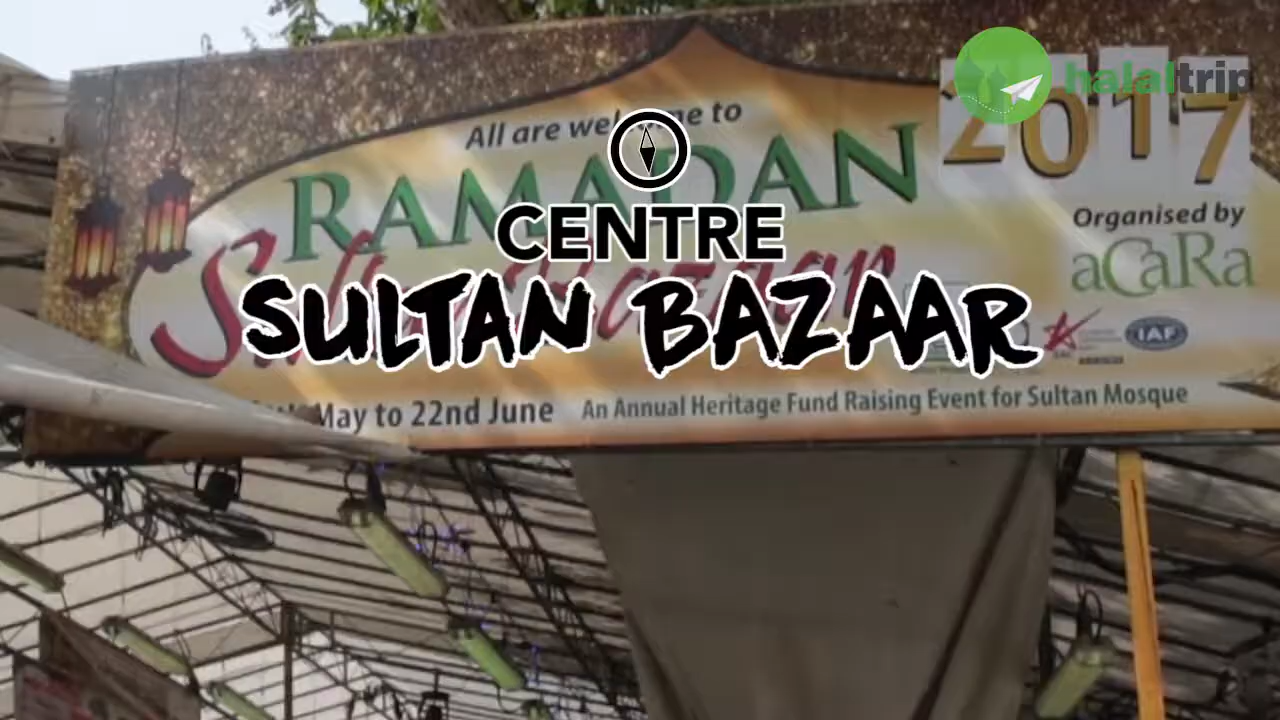 halaltrip
All are welcome to
2017
RAMADAN
CENTRE
Organised by
aCaRa
SULTAN BAZAAR
IAF
May to 22nd June
An Annual Heritage Fund Raising Event for Sultan Mosque